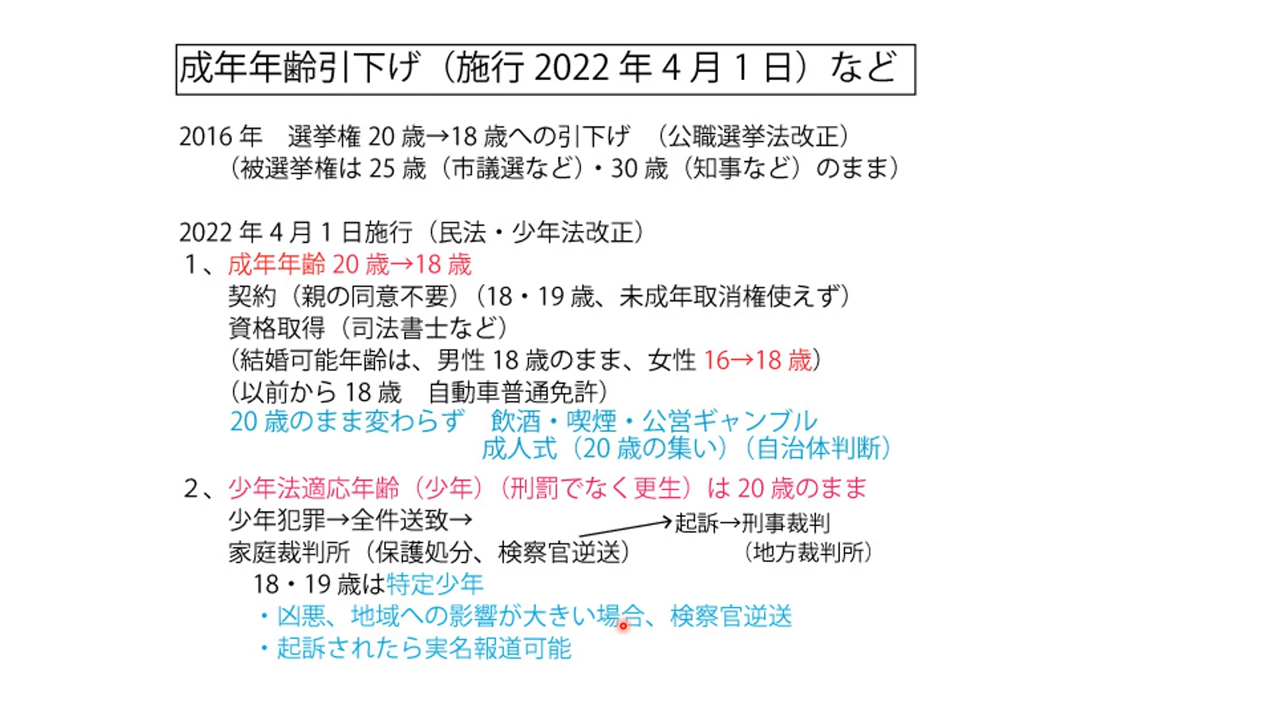 成年年齢引下げ（施行 2022 年 4 月 1 日）など
2016 年　選挙権 20 歳→18 歳への引下げ　（公職選挙法改正）
（被選挙権は 25 歳（市議選など）・30 歳（知事など）のまま）
2022 年 4 月 1 日施行（民法・少年法改正）
１、成年年齢 20 歳→18 歳
契約（親の同意不要）（18・19 歳、未成年取消権使えず）
資格取得（司法書士など）
（結婚可能年齢は、男性 18 歳のまま、女性 16→18 歳）
（以前から 18 歳　自動車普通免許）
20 歳のまま変わらず　飲酒・喫煙・公営ギャンブル
成人式（20 歳の集い）（自治体判断）
２、少年法適応年齢（少年）（刑罰でなく更生）は 20 歳のまま
少年犯罪→全件送致→
起訴→刑事裁判
家庭裁判所（保護処分、検察官逆送）
（地方裁判所）
18・19 歳は特定少年
・凶悪、地域への影響が大きい場合、検察官逆送
・起訴されたら実名報道可能